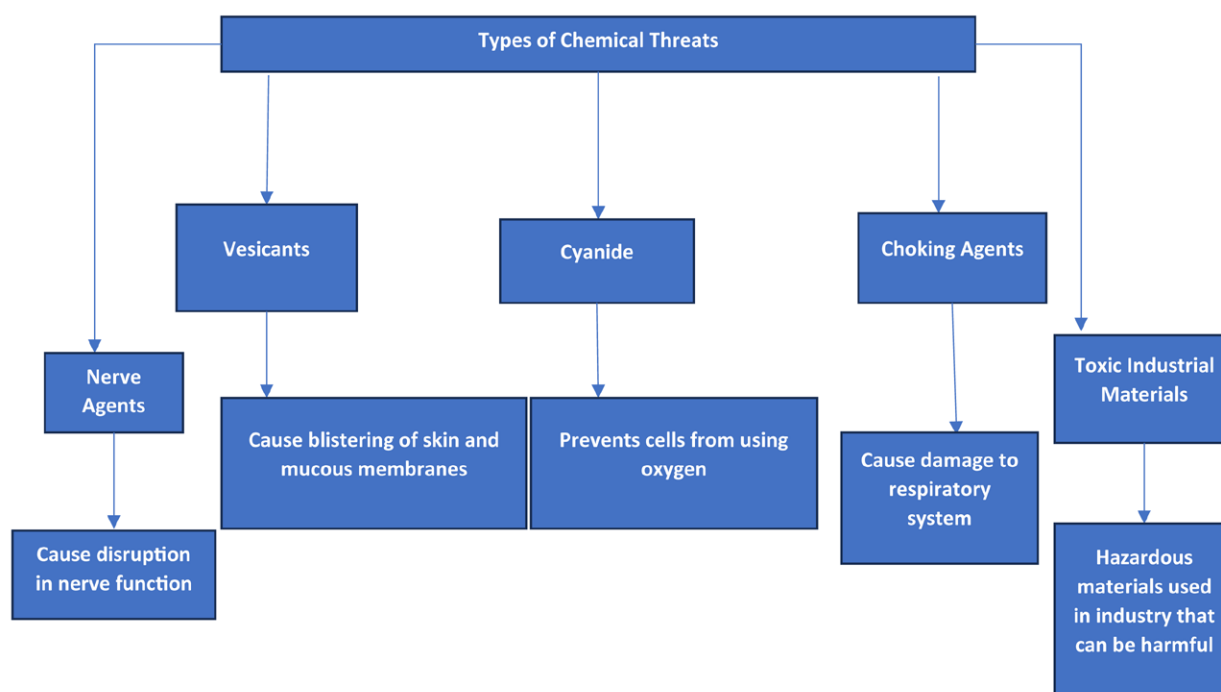 Types of Chemical Threats
Vesicants
Cyanide
Choking Agents
Nerve
Agents
Toxic Industrial
Materials
Cause blistering of skin and
mucous membranes
Prevents cells from using
oxygen
Cause damage to
respiratory
system
Cause disruption
in nerve function
Hazardous
materials used
in industry that
can be harmful